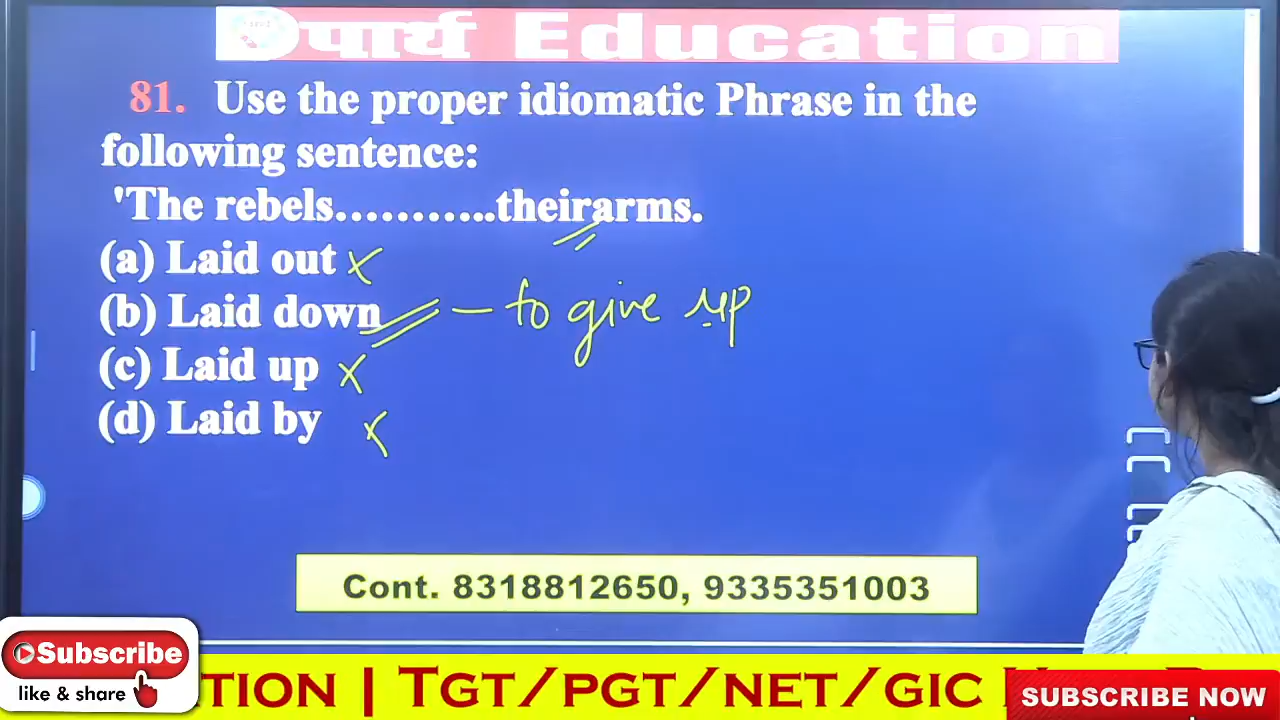 पार्थ Education
81. Use the proper idiomatic Phrase in the
following sentence:
'The rebels...........theirarms.
(a) Laid out x
(b) Laid down — to give up
(c) Laid up x
(d) Laid by x
Cont. 8318812650, 9335351003
Subscribe
like & share
TION | TGT/PGT/NET/GIC
SUBSCRIBE NOW